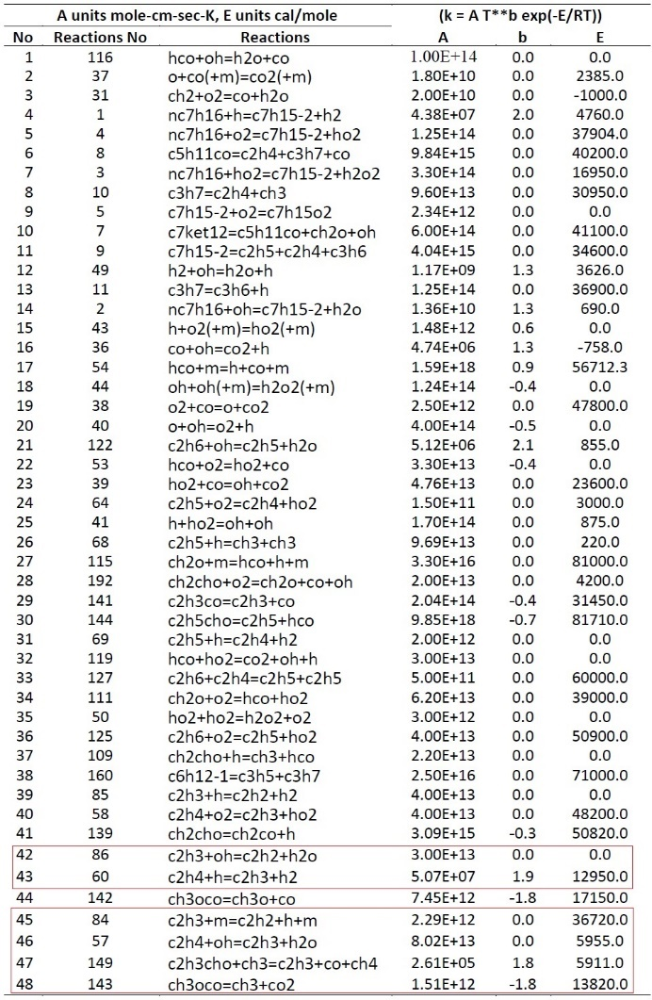 A units mole-cm-sec-K, E units cal/mole (k = A T**b exp(-E/RT))
No Reactions No Reactions A b E
1 116 hco+oh=h2o+co 1.00E+14 0.0 0.0
2 37 o+co(+m)=co2(+m) 1.80E+10 0.0 2385.0
3 31 ch2+o2=co+h2o 2.00E+10 0.0 -1000.0
4 1 nc7h16+h=c7h15-2+h2 4.38E+07 2.0 4760.0
5 4 nc7h16+o2=c7h15-2+ho2 1.25E+14 0.0 37904.0
6 8 c5h11co=c2h4+c3h7+co 9.84E+15 0.0 40200.0
7 3 nc7h16+ho2=c7h15-2+h2o2 3.30E+14 0.0 16950.0
8 10 c3h7=c2h4+ch3 9.60E+13 0.0 30950.0
9 5 c7h15-2+o2=c7h15o2 2.34E+12 0.0 0.0
10 7 c7ket12=c5h11co+ch2o+oh 6.00E+14 0.0 41100.0
11 9 c7h15-2=c2h5+c2h4+c3h6 4.04E+15 0.0 34600.0
12 49 h2+oh=h2o+h 1.17E+09 1.3 3626.0
13 11 c3h7=c3h6+h 1.25E+14 0.0 36900.0
14 2 nc7h16+oh=c7h15-2+h2o 1.36E+10 1.3 690.0
15 43 h+o2(+m)=ho2(+m) 1.48E+12 0.6 0.0
16 36 co+oh=co2+h 4.74E+06 1.3 -758.0
17 54 hco+m=h+co+m 1.59E+18 0.9 56712.3
18 44 oh+oh(+m)=h2o2(+m) 1.24E+14 -0.4 0.0
19 38 o2+co=o+co2 2.50E+12 0.0 47800.0
20 40 o+oh=o2+h 4.00E+14 -0.5 0.0
21 122 c2h6+oh=c2h5+h2o 5.12E+06 2.1 855.0
22 53 hco+o2=ho2+co 3.30E+13 -0.4 0.0
23 39 ho2+co=oh+co2 4.76E+13 0.0 23600.0
24 64 c2h5+o2=c2h4+ho2 1.50E+11 0.0 3000.0
25 41 h+ho2=oh+oh 1.70E+14 0.0 875.0
26 68 c2h5+h=ch3+ch3 9.69E+13 0.0 220.0
27 115 ch2o+m=hco+h+m 3.30E+16 0.0 81000.0
28 192 ch2cho+o2=ch2o+co+oh 2.00E+13 0.0 4200.0
29 141 c2h3co=c2h3+co 2.04E+14 -0.4 31450.0
30 144 c2h5cho=c2h5+hco 9.85E+18 -0.7 81710.0
31 69 c2h5+h=c2h4+h2 2.00E+12 0.0 0.0
32 119 hco+ho2=co2+oh+h 3.00E+13 0.0 0.0
33 127 c2h6+c2h4=c2h5+c2h5 5.00E+11 0.0 60000.0
34 111 ch2o+o2=hco+ho2 6.20E+13 0.0 39000.0
35 50 ho2+ho2=h2o2+o2 3.00E+12 0.0 0.0
36 125 c2h6+o2=c2h5+ho2 4.00E+13 0.0 50900.0
37 109 ch2cho+h=ch3+hco 2.20E+13 0.0 0.0
38 160 c6h12-1=c3h5+c3h7 2.50E+16 0.0 71000.0
39 85 c2h3+h=c2h2+h2 4.00E+13 0.0 0.0
40 58 c2h4+o2=c2h3+ho2 4.00E+13 0.0 48200.0
41 139 ch2cho=ch2co+h 3.09E+15 -0.3 50820.0
42 86 c2h3+oh=c2h2+h2o 3.00E+13 0.0 0.0
43 60 c2h4+h=c2h3+h2 5.07E+07 1.9 12950.0
44 142 ch3oco=ch3o+co 7.45E+12 -1.8 17150.0
45 84 c2h3+m=c2h2+h+m 2.29E+12 0.0 36720.0
46 57 c2h4+oh=c2h3+h2o 8.02E+13 0.0 5955.0
47 149 c2h3cho+ch3=c2h3+co+ch4 2.61E+05 1.8 5911.0
48 143 ch3oco=ch3+co2 1.51E+12 -1.8 13820.0